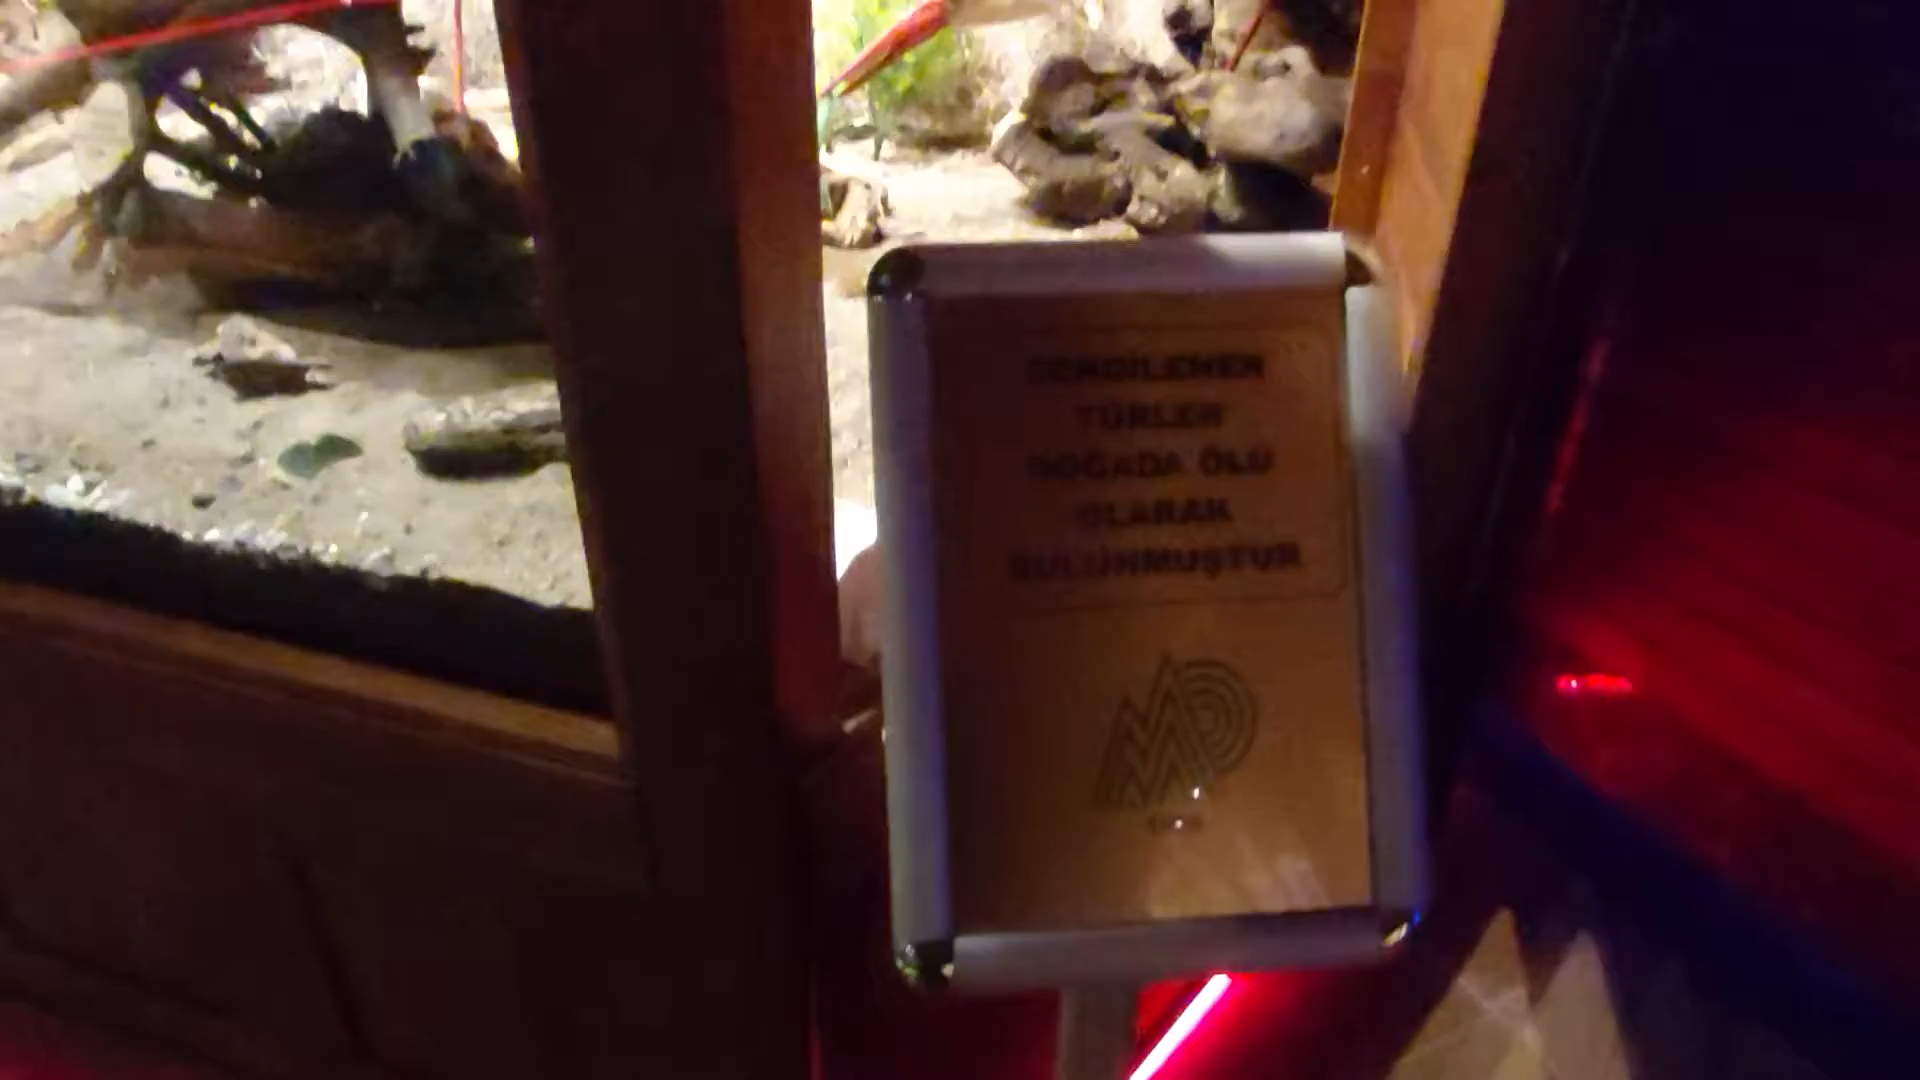 SERGİLENEN
TÜRLER
DOĞADA ÖLÜ
OLARAK
BULUNMUŞTUR